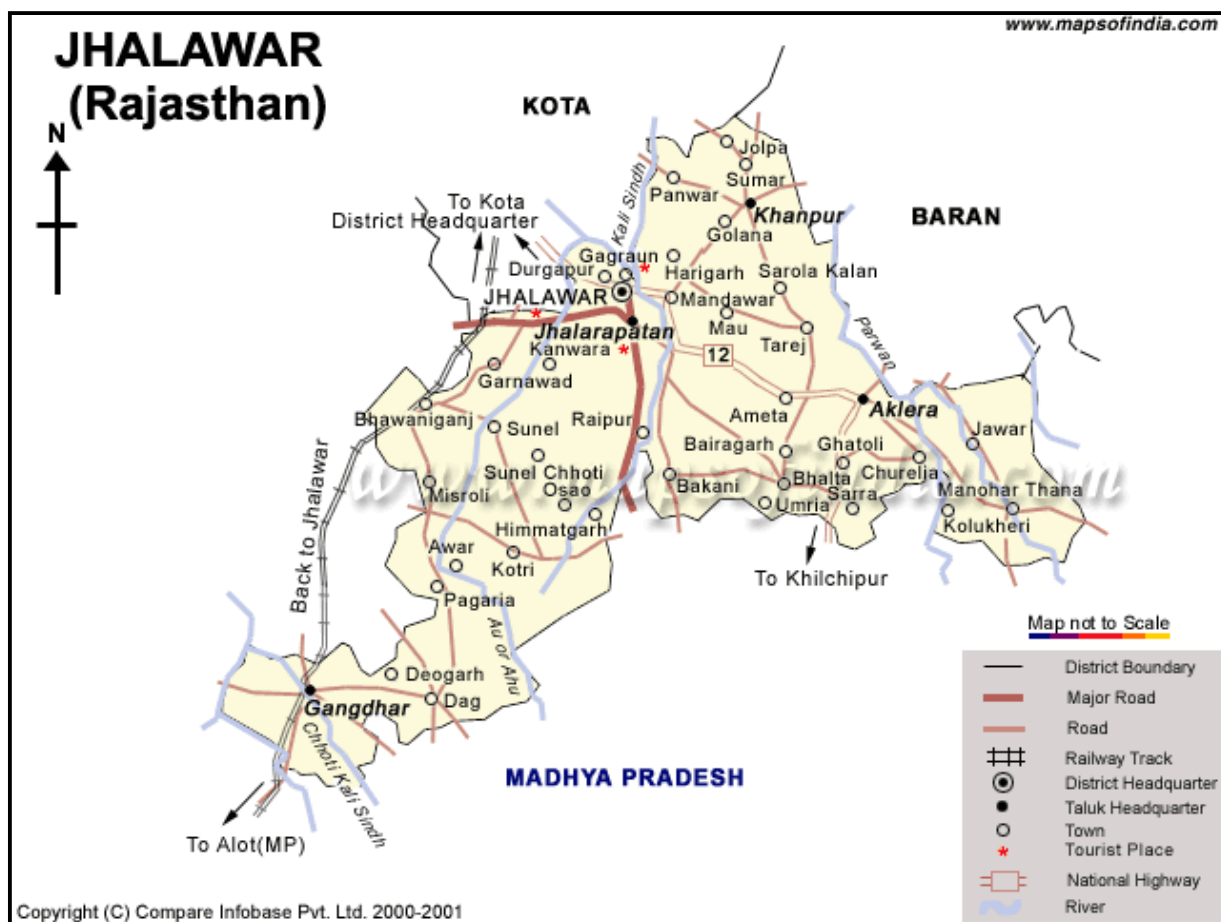 www.mapsofindia.com
JHALAWAR
(Rajasthan)
N
KOTA
BARAN
MADHYA PRADESH
To Kota
District Headquarter
Kali Sindh
Jolpa
Sumar
Panwar
Khanpur
Golana
Gagraun
Durgapur
Harigarh
Sarola Kalan
JHALAWAR
Mandawar
Mau
Jhalarapatan
Tarej
Parwan
Kanwara
12
Garnawad
Bhawaniganj
Ameta
Aklera
Raipur
Sunel
Bairagarh
Ghatoli
Jawar
Sunel Chhoti
Churelja
www.mapsofindia.com
Misroli
Osao
Bakani
Bhalta
Sarra
Manohar Thana
Umria
Kolukheri
Himmatgarh
Back to Jhalawar
Awar
Kotri
To Khilchipur
Pagaria
Au or Ahu
Deogarh
Dag
Gangdhar
Chhoti Kali Sindh
To Alot(MP)
Map not to Scale
District Boundary
Major Road
Road
Railway Track
District Headquarter
Taluk Headquarter
Town
Tourist Place
National Highway
River
Copyright (C) Compare Infobase Pvt. Ltd. 2000-2001